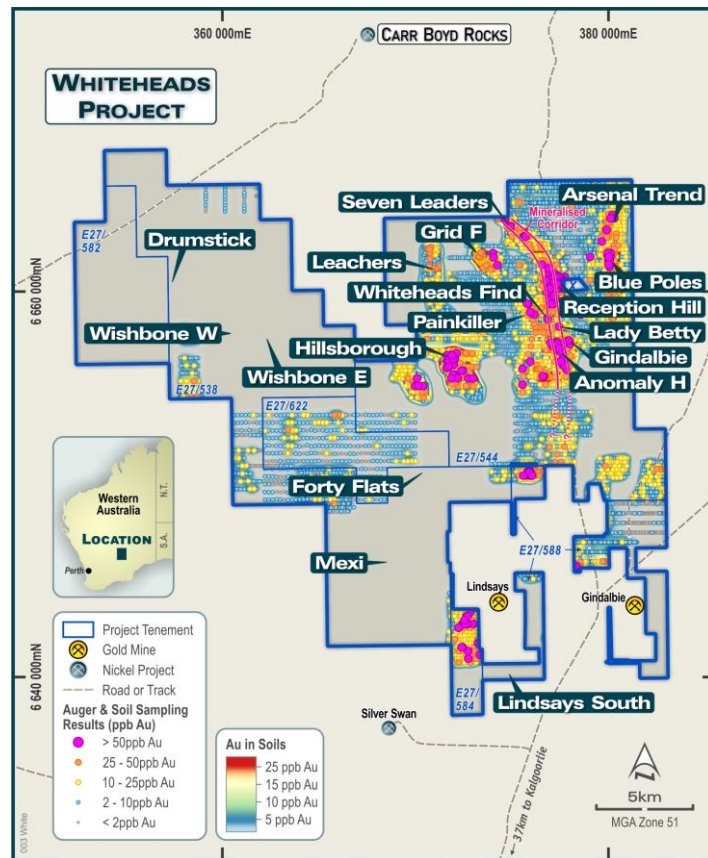 360 000mE
380 000mE
CARR BOYD ROCKS
WHITEHEADS
PROJECT
Seven Leaders
Arsenal Trend
Mineralised
Corridor
E27/
582
Drumstick
Grid F
Leachers
Blue Poles
6 660 000mN
Whiteheads Find
Reception Hill
Painkiller
Lady Betty
Wishbone W
Hillsborough
Gindalbie
Wishbone E
Anomaly H
E27/538
E27/622
E27/544
Forty Flats
Western
Australia
N.T.
S.A.
LOCATION
Perth
E27/588
Mexi
Lindsays
Gindalbie
Project Tenement
Gold Mine
Nickel Project
Road or Track
Auger & Soil Sampling
Results (ppb Au)
> 50ppb Au
25 - 50ppb Au
10 - 25ppb Au
2 - 10ppb Au
< 2ppb Au
6 640 000mN
E27/
584
Lindsays South
Silver Swan
Au in Soils
25 ppb Au
15 ppb Au
10 ppb Au
5 ppb Au
37km to Kalgoorlie
5km
MGA Zone 51
003 White